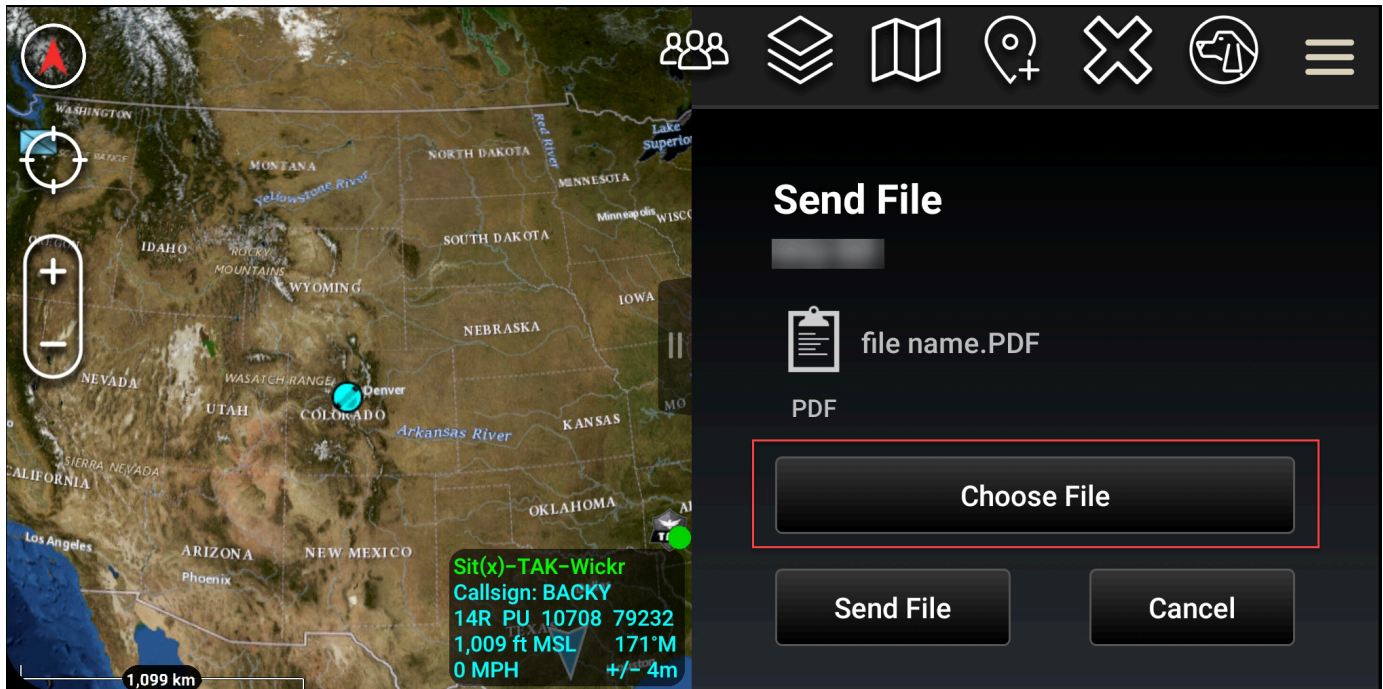 WASHINGTON
MONTANA
Yellowstone River
NORTH DAKOTA
Red River
Lake
Superio
MINNESOTA
Minneapolis
WISCO
IDAHO
ROCKY
MOUNTAINS
SOUTH DAKOTA
WYOMING
IOWA
NEBRASKA
NEVADA
WASATCH RANGE
Denver
UTAH
COLORADO
MO
KANSAS
Arkansas River
SIERRA NEVADA
CALIFORNIA
OKLAHOMA
Los Angeles
ARIZONA
NEW MEXICO
Phoenix
Sit(x)-TAK-Wickr
Callsign: BACKY
14R PU 10708 79232
1,009 ft MSL 171°M
0 MPH +/- 4m
TEXA
1,099 km
Send File
file name.PDF
PDF
Choose File
Send File
Cancel